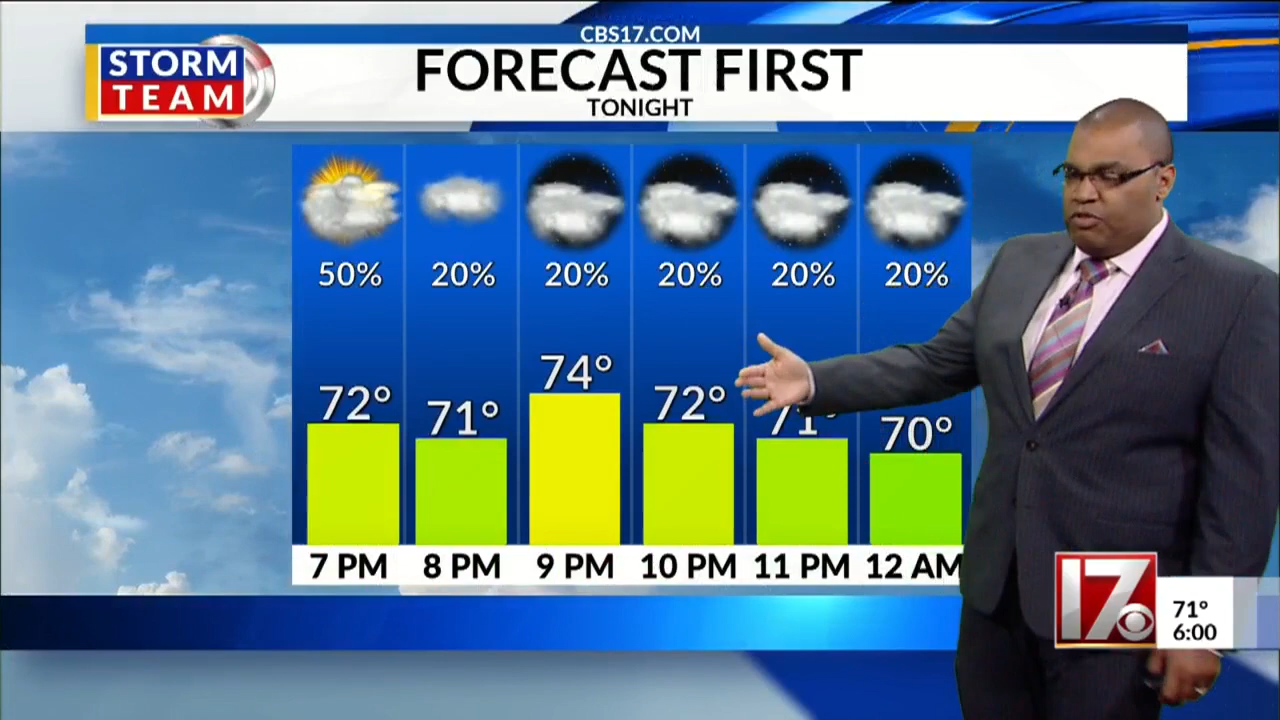 CBS17.COM
STORM
TEAM
FORECAST FIRST
TONIGHT
50% 20% 20% 20% 20% 20%
72° 71° 74° 72° 71° 70°
7 PM 8 PM 9 PM 10 PM 11 PM 12 AM
17
71°
6:00